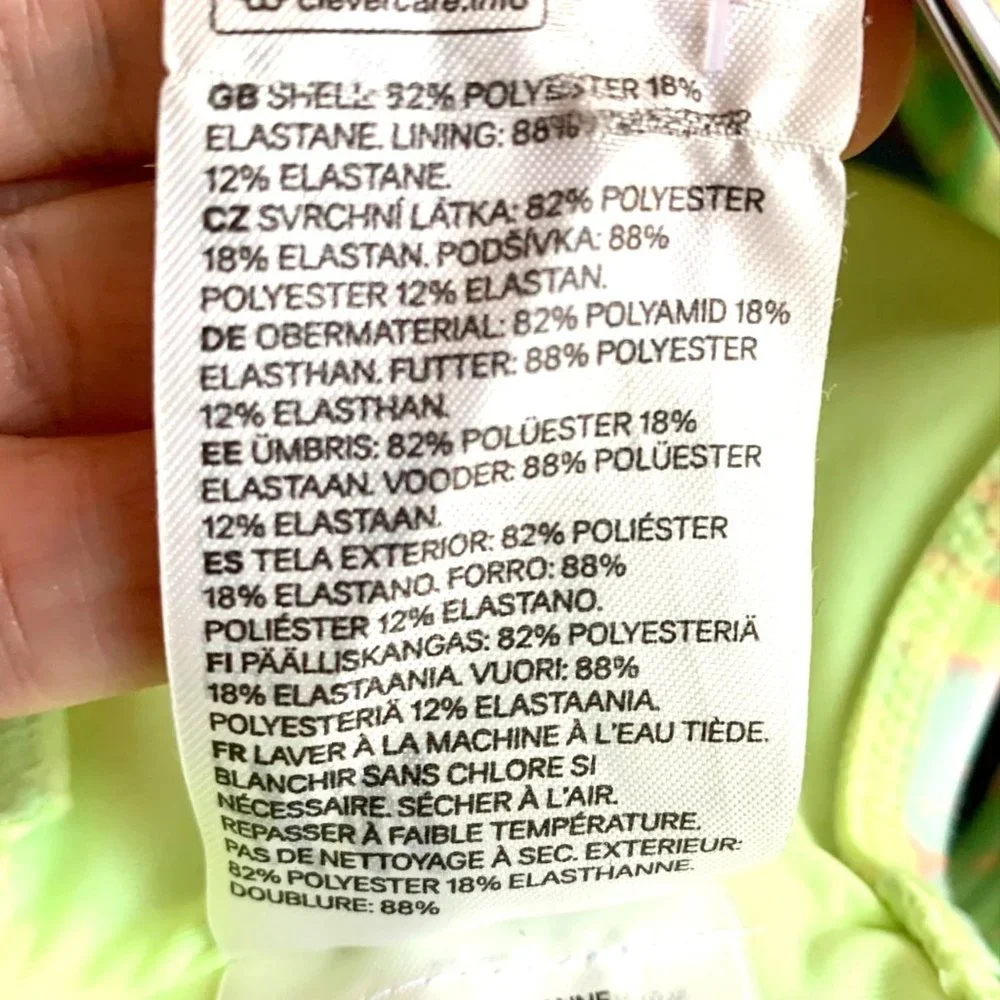 clevercare.info
GB SHELL: 82% POLYESTER 18%
ELASTANE. LINING: 88%
12% ELASTANE.
CZ SVRCHNÍ LÁTKA: 82% POLYESTER
18% ELASTAN. PODŠÍVKA: 88%
POLYESTER 12% ELASTAN.
DE OBERMATERIAL: 82% POLYAMID 18%
ELASTHAN. FUTTER: 88% POLYESTER
12% ELASTHAN.
EE ÜMBRIS: 82% POLÜESTER 18%
ELASTAAN. VOODER: 88% POLÜESTER
12% ELASTAAN.
ES TELA EXTERIOR: 82% POLIÉSTER
18% ELASTANO. FORRO: 88%
POLIÉSTER 12% ELASTANO.
FI PÄÄLLISKANGAS: 82% POLYESTERIÄ
18% ELASTAANIA. VUORI: 88%
POLYESTERIÄ 12% ELASTAANIA.
FR LAVER À LA MACHINE À L'EAU TIÈDE.
BLANCHIR SANS CHLORE SI
NÉCESSAIRE. SÉCHER À L'AIR.
REPASSER À FAIBLE TEMPÉRATURE.
PAS DE NETTOYAGE À SEC. EXTERIEUR:
82% POLYESTER 18% ELASTHANNE.
DOUBLURE: 88%